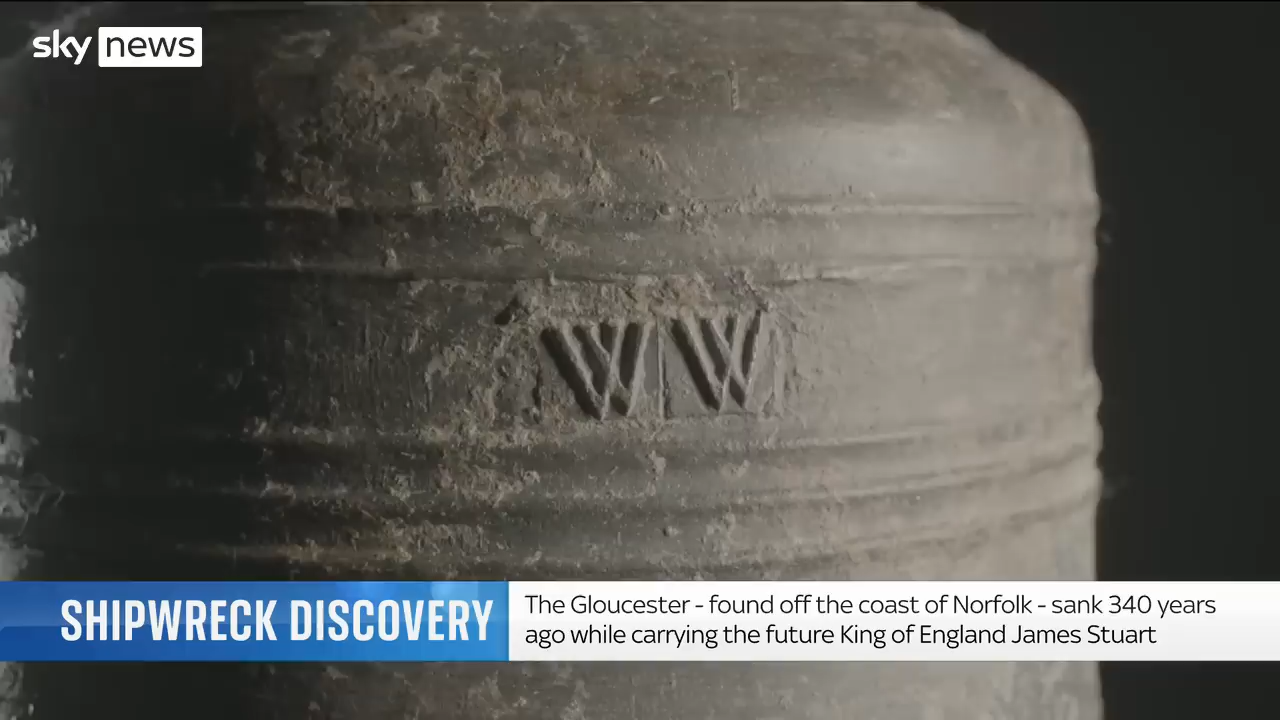 sky news
WW
SHIPWRECK DISCOVERY
The Gloucester - found off the coast of Norfolk - sank 340 years
ago while carrying the future King of England James Stuart